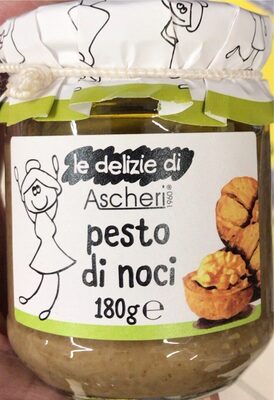 le delizie di
Ascheri 1960®
pesto
di noci
180g e